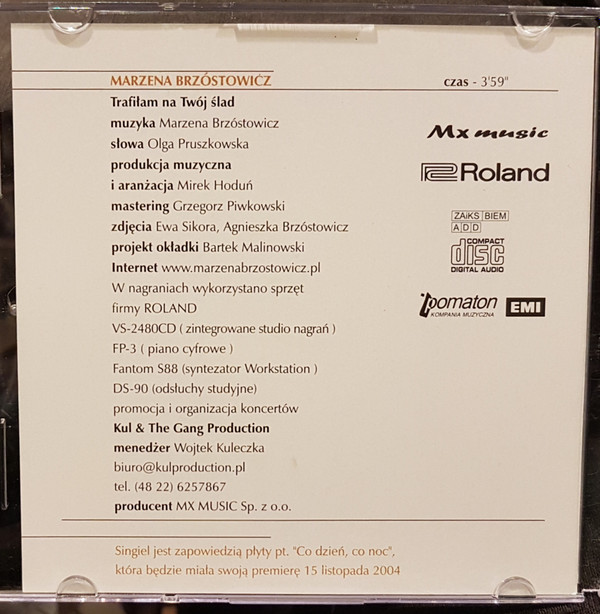 MARZENA BRZÓSTOWICZ
czas - 3'59"
Trafiłam na Twój ślad
muzyka Marzena Brzóstowicz
słowa Olga Pruszkowska
produkcja muzyczna
i aranżacja Mirek Hoduń
mastering Grzegorz Piwkowski
zdjęcia Ewa Sikora, Agnieszka Brzóstowicz
projekt okładki Bartek Malinowski
Internet www.marzenabrzostowicz.pl
W nagraniach wykorzystano sprzęt
firmy ROLAND
VS-2480CD ( zintegrowane studio nagrań )
FP-3 ( piano cyfrowe )
Fantom S88 (syntezator Workstation )
DS-90 (odsłuchy studyjne)
promocja i organizacja koncertów
Kul & The Gang Production
menedżer Wojtek Kuleczka
biuro@kulproduction.pl
tel. (48 22) 6257867
producent MX MUSIC Sp. z o.o.
Mx music
Roland
ZAiKS BIEM
ADD
COMPACT
disc
DIGITAL AUDIO
pomaton
KOMPANIA MUZYCZNA
EMI
Singiel jest zapowiedzią płyty pt. "Co dzień, co noc",
która będzie miała swoją premierę 15 listopada 2004